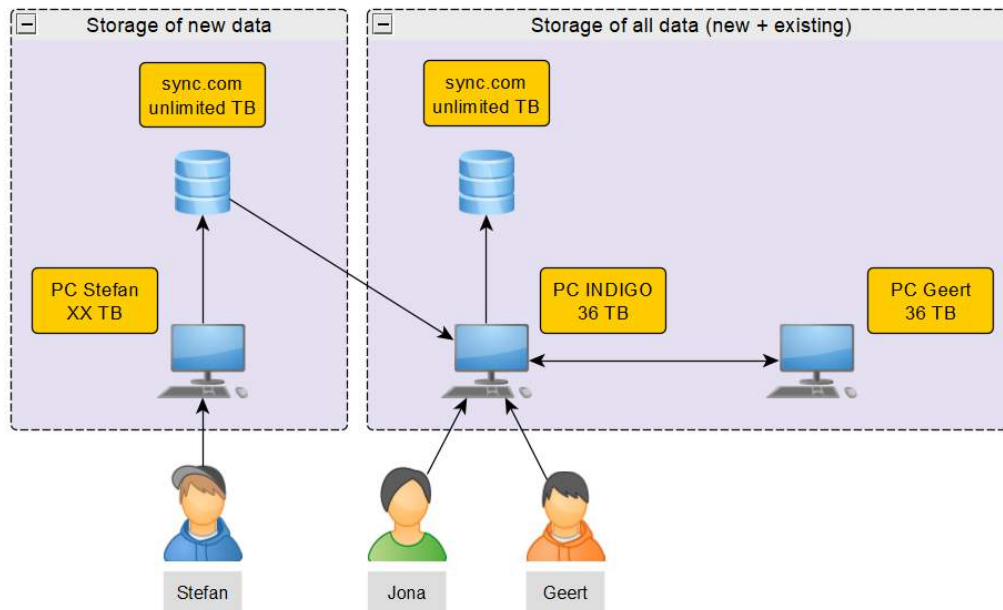 Storage of new data
Storage of all data (new + existing)
sync.com
unlimited TB
sync.com
unlimited TB
PC Stefan
XX TB
PC INDIGO
36 TB
PC Geert
36 TB
Stefan
Jona
Geert